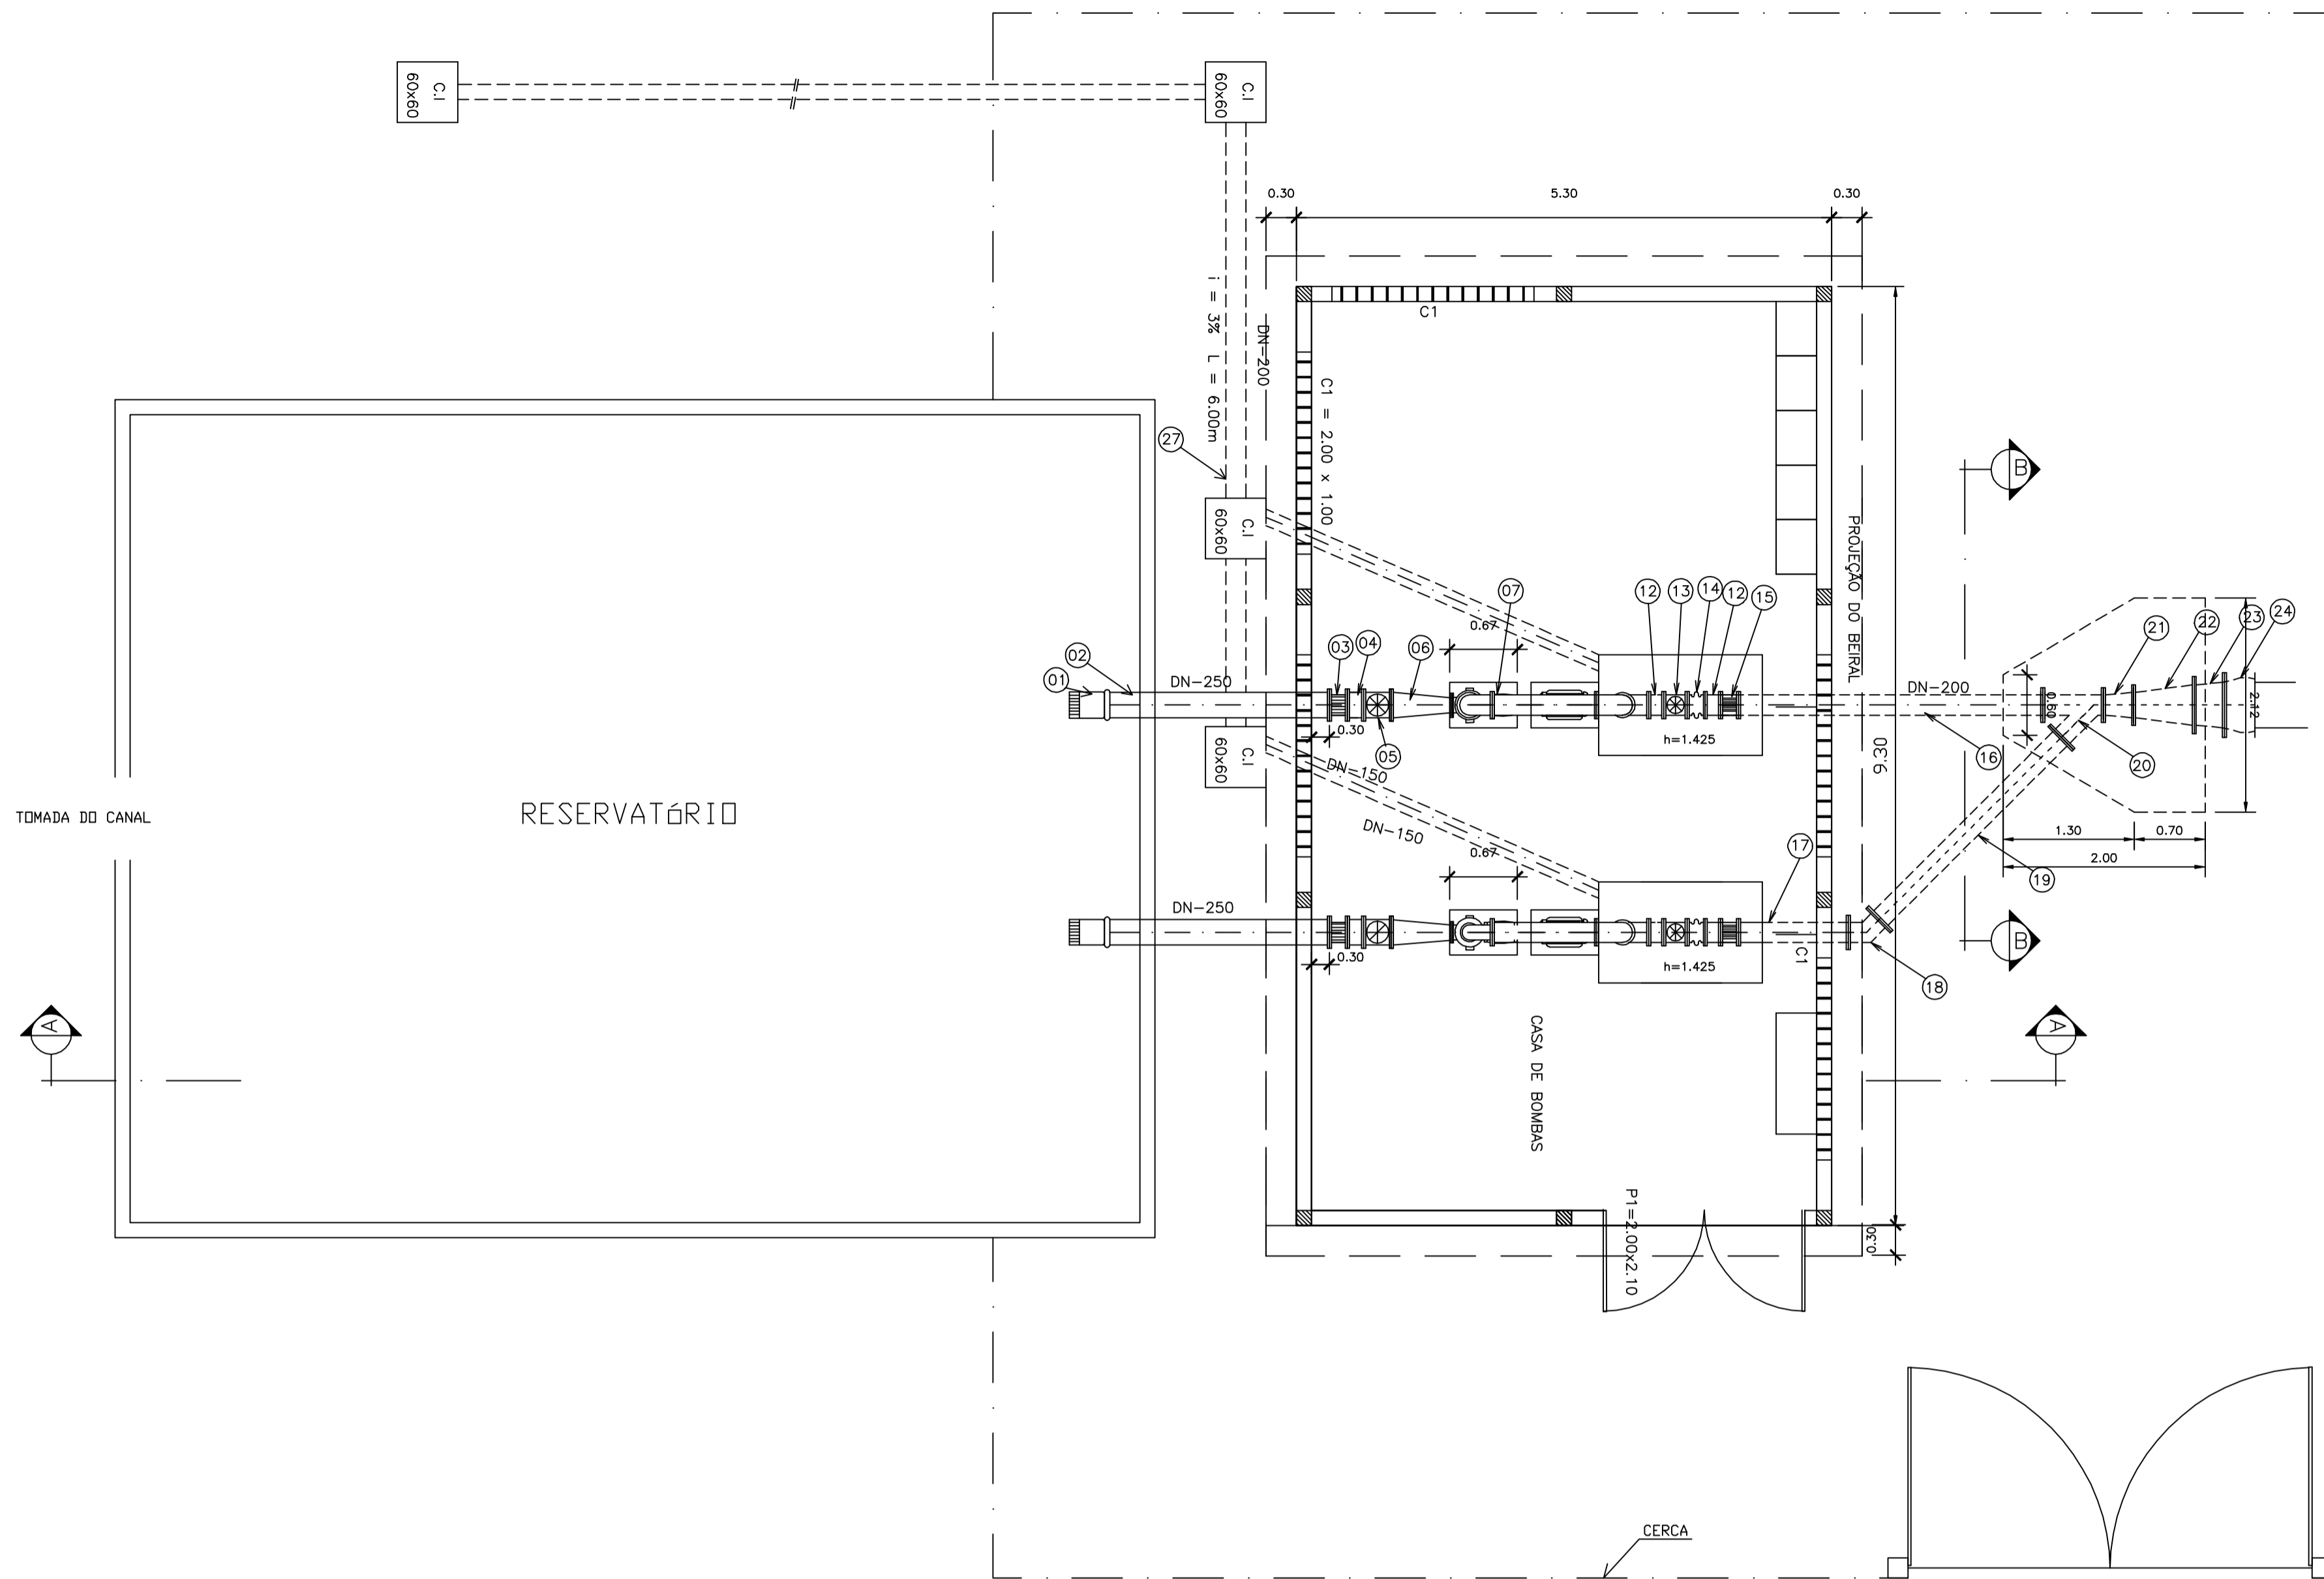 C.I
60x60
C.I
60x60
0.30
5.30
0.30
i = 3% L = 6.00m
DN-200
C1
C1 = 2.00 x 1.00
27
C.I
60x60
B
PROJEÇÃO DO BEIRAL
07
12
13
14
12
15
0.67
03
04
06
02
01
DN-250
21
22
23
24
DN-200
0.60
2.12
0.30
05
h=1.425
16
20
9.30
C.I
60x60
DN-150
DN-150
TOMADA DO CANAL
RESERVATóRIO
0.67
17
1.30
0.70
2.00
19
DN-250
0.30
h=1.425
C1
B
18
A
A
CASA DE BOMBAS
P1=2.00x2.10
0.30
CERCA